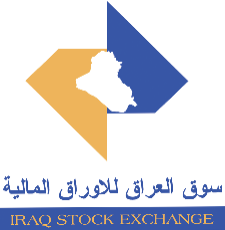 سوق العراق للاوراق المالية
IRAQ STOCK EXCHANGE